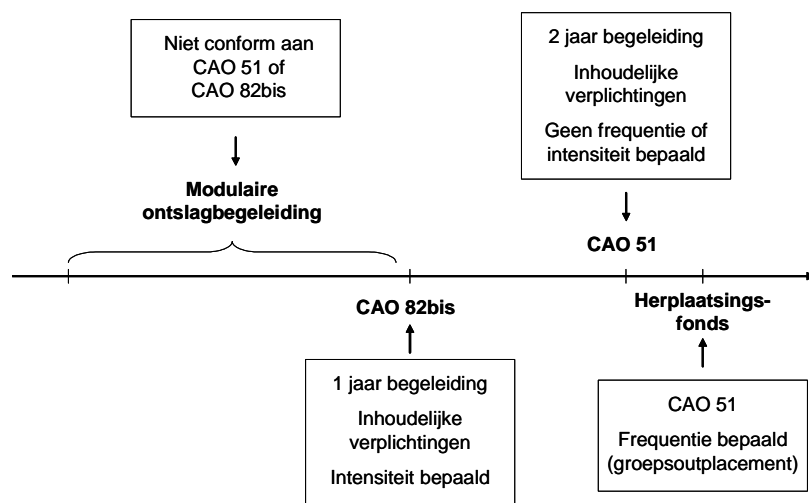 Niet conform aan
CAO 51 of
CAO 82bis
2 jaar begeleiding
Inhoudelijke
verplichtingen
Geen frequentie of
intensiteit bepaald
Modulaire
ontslagbegeleiding
CAO 51
CAO 82bis
Herplaatsings-
fonds
1 jaar begeleiding
Inhoudelijke
verplichtingen
Intensiteit bepaald
CAO 51
Frequentie bepaald
(groepsoutplacement)